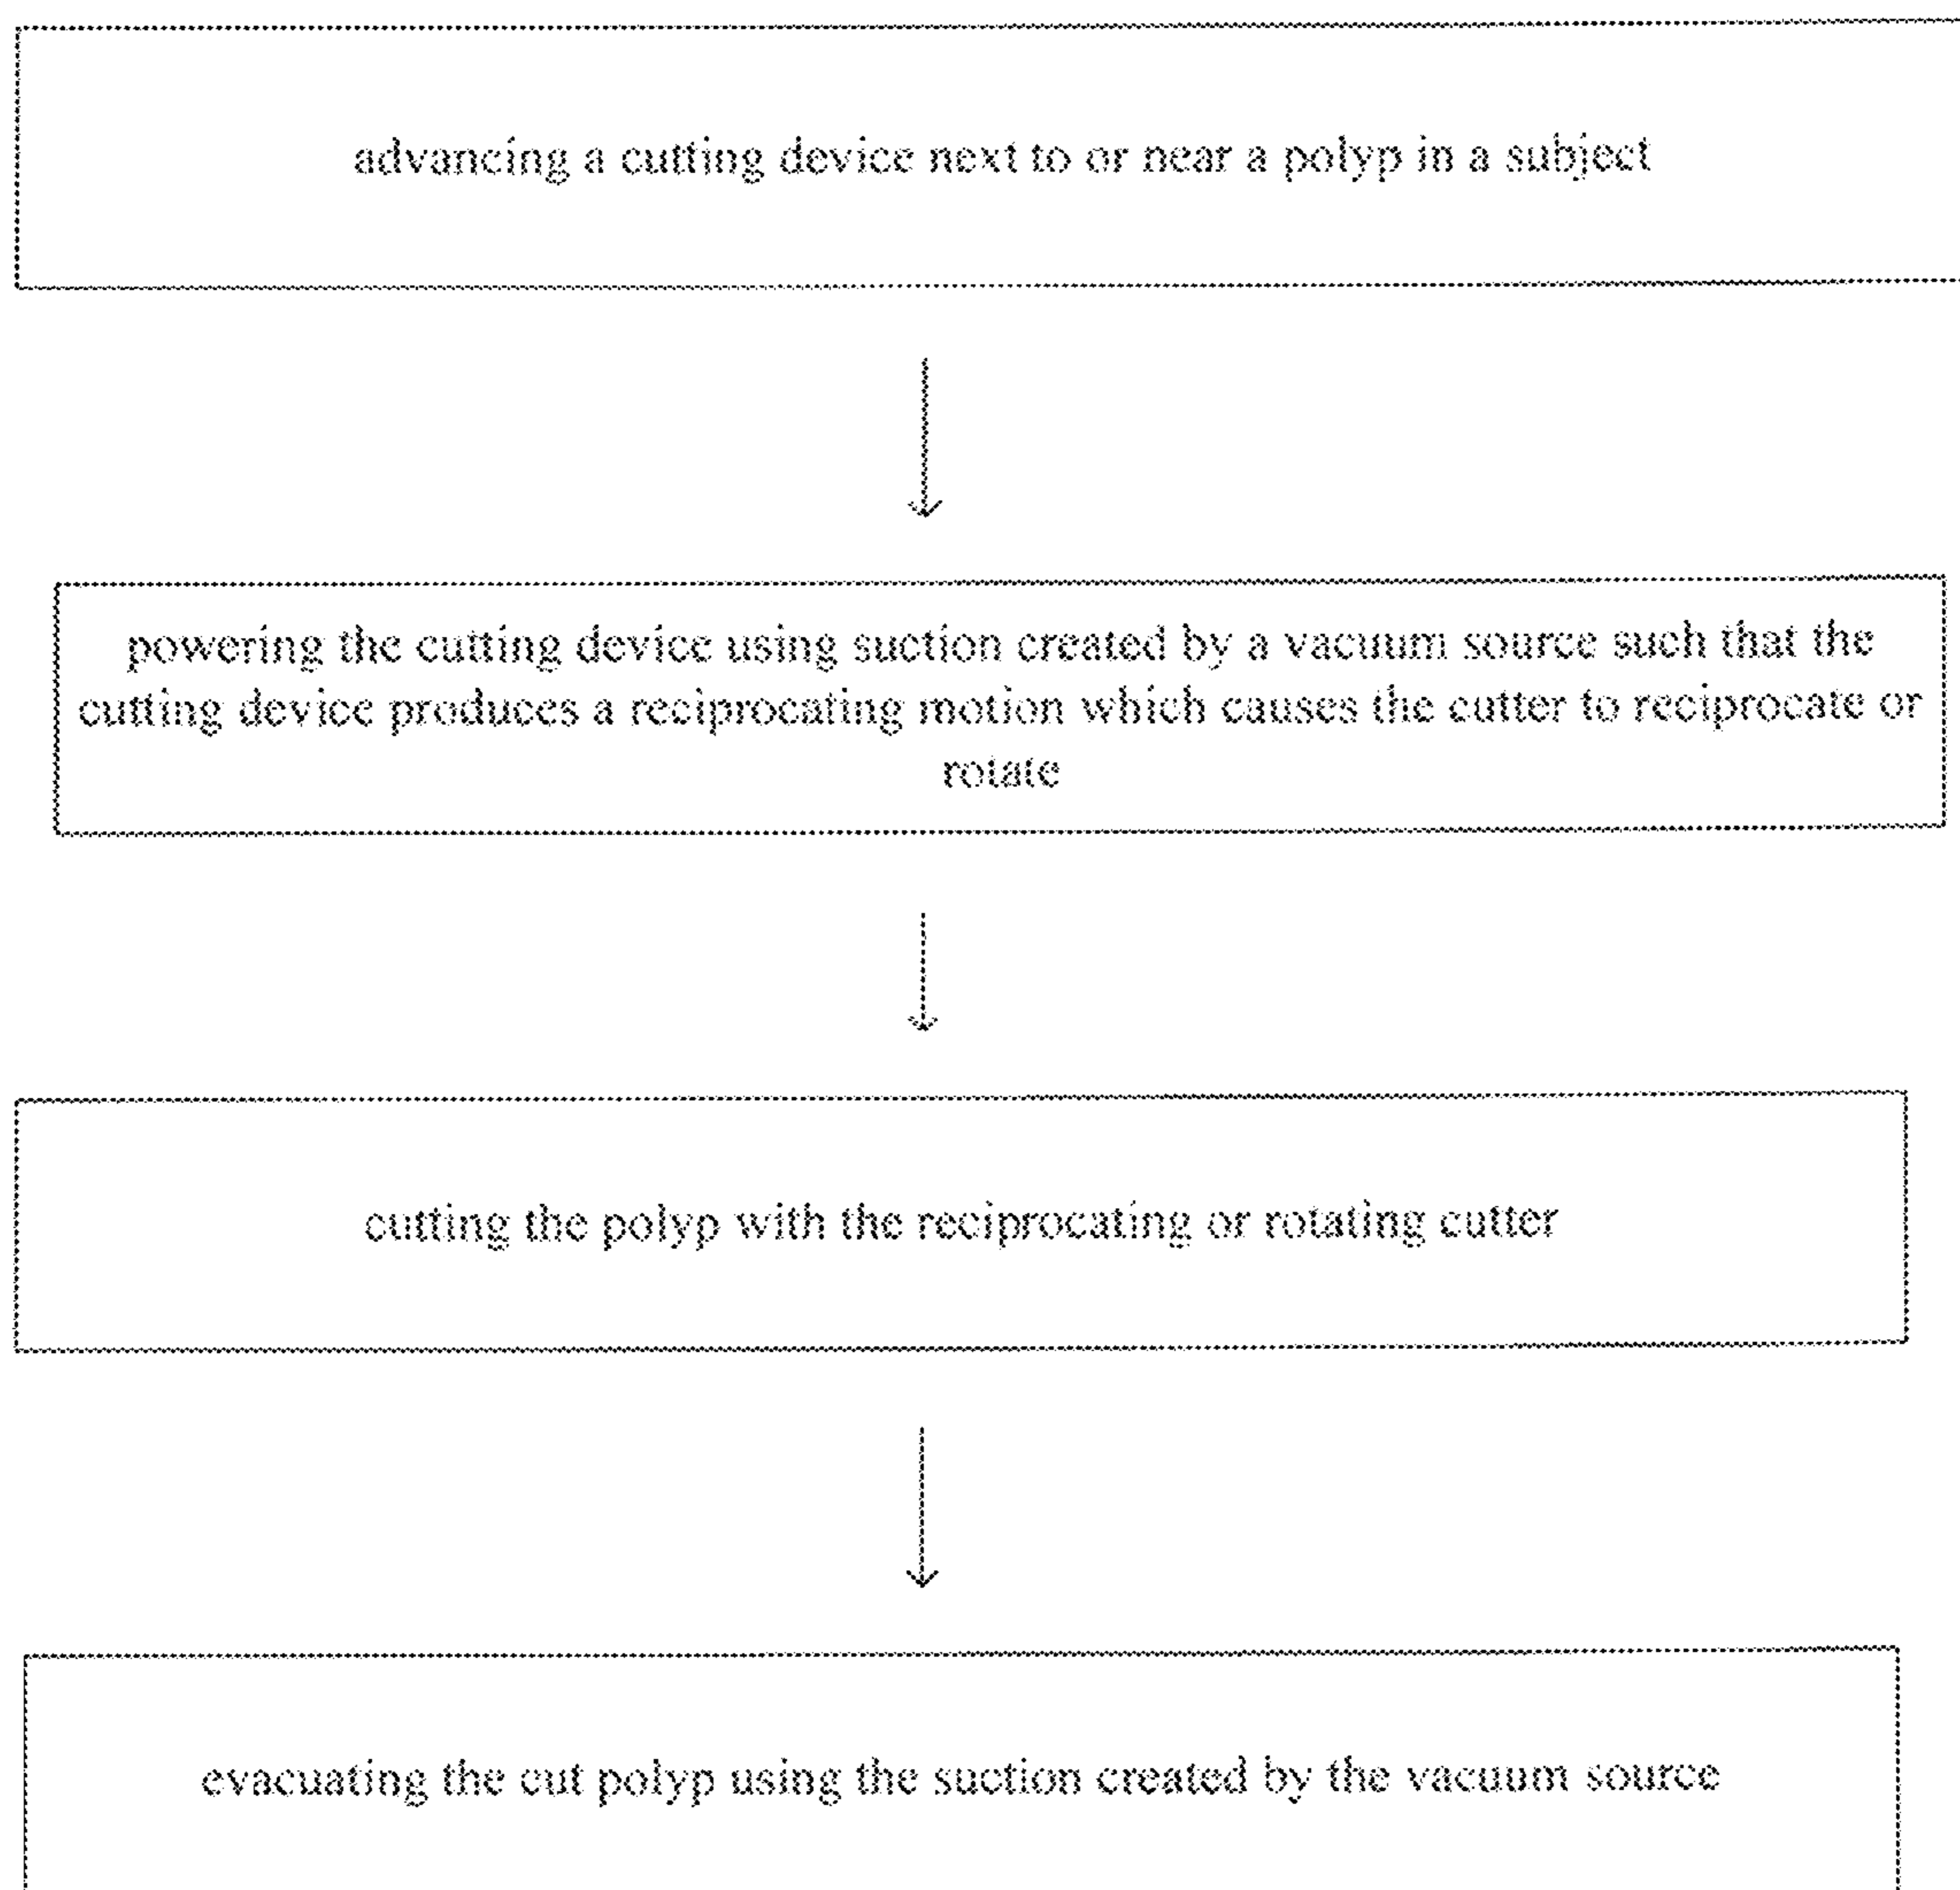 advancing a cutting device next to or near a polyp in a subject
powering the cutting device using suction created by a vacuum source such that the
cutting device produces a reciprocating motion which causes the cutter to reciprocate or
rotate
cutting the polyp with the reciprocating or rotating cutter
evacuating the cut polyp using the suction created by the vacuum source